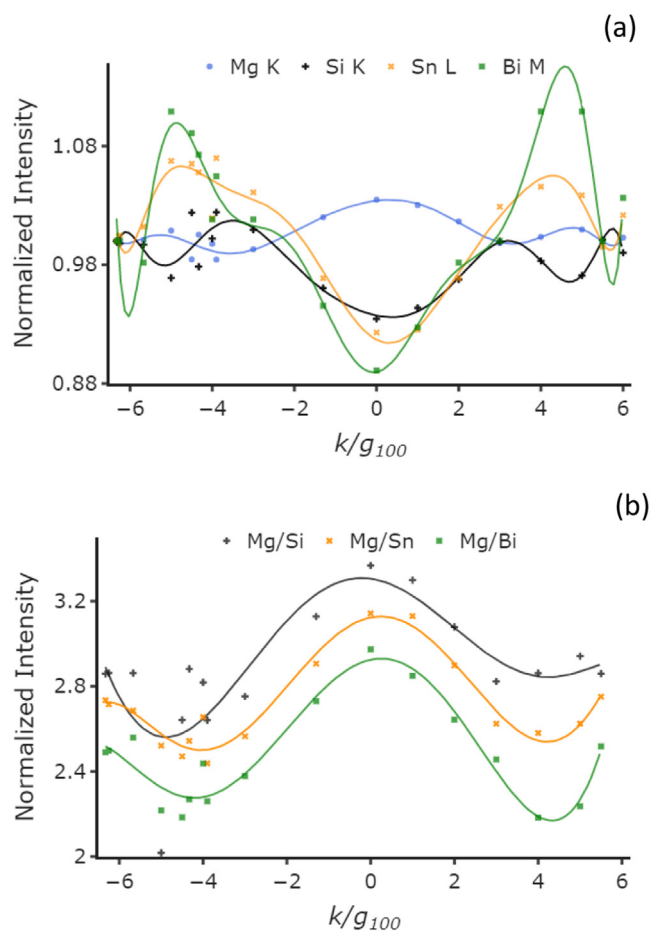 (a)
Mg K Si K Sn L Bi M
Normalized Intensity
1.08
0.98
0.88
−6 −4 −2 0 2 4 6
k/g100
(b)
Mg/Si Mg/Sn Mg/Bi
Normalized Intensity
3.2
2.8
2.4
2
−6 −4 −2 0 2 4 6
k/g100